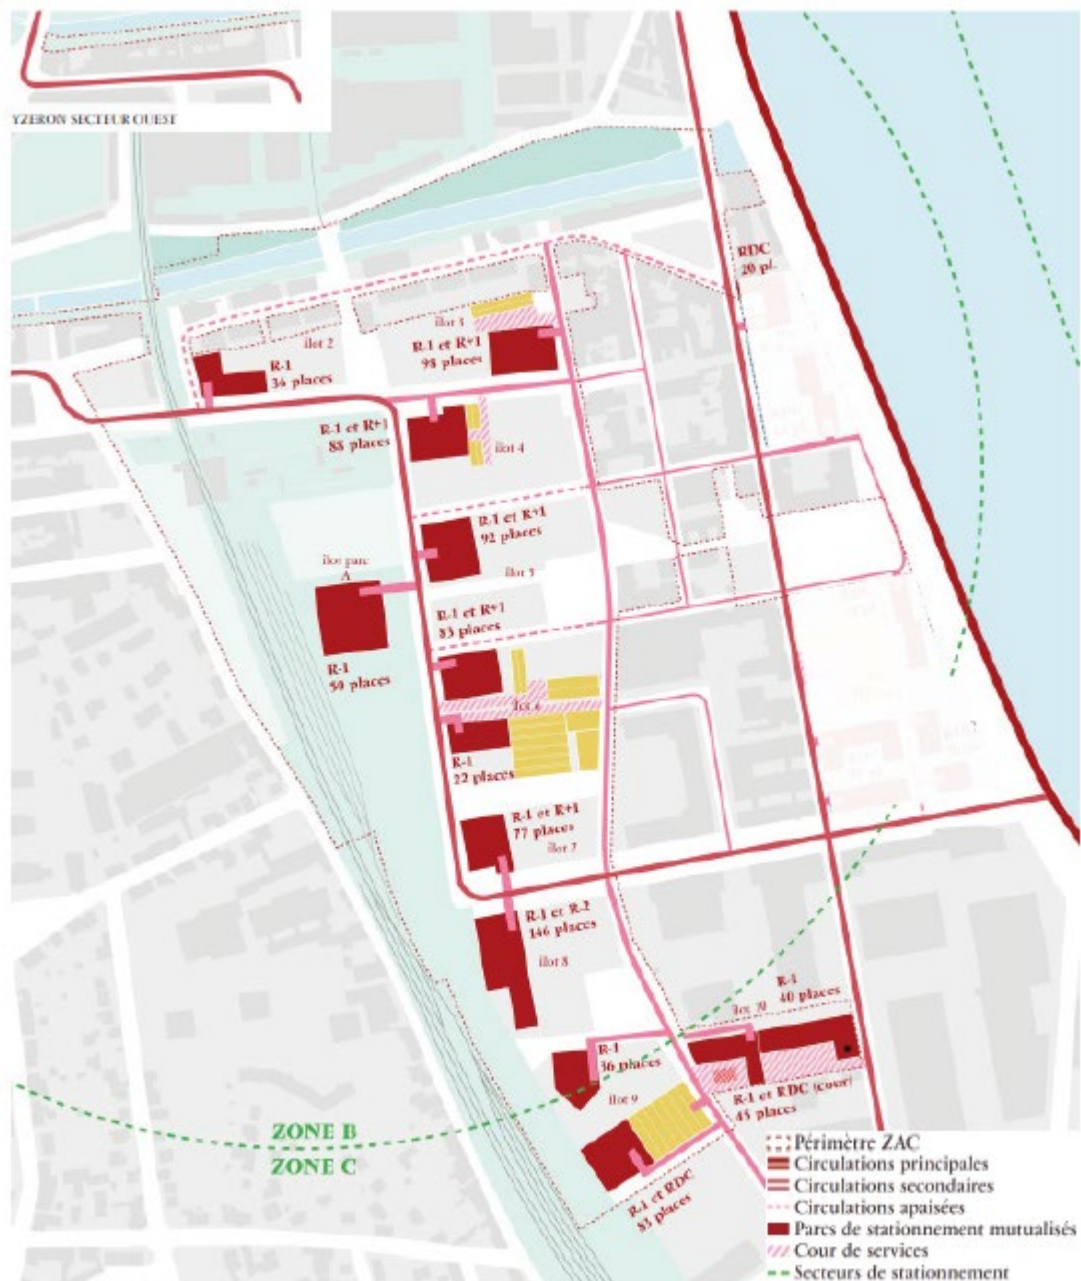 YZERON SECTEUR OUEST
RDC
20 pl.
îlot 3
R-1 et R+1
98 places
îlot 2
R-1
36 places
R-1 et R+1
88 places
îlot 4
R-1 et R+1
92 places
îlot 5
îlot parc
A
R-1 et R+1
83 places
R-1
59 places
îlot 6
R-1
22 places
R-1 et R+1
77 places
îlot 7
R-1 et R-2
146 places
îlot 8
R-1
40 places
îlot 10
R-1
36 places
îlot 9
R-1 et RDC (cour)
45 places
ZONE B
ZONE C
R-1 et RDC
83 places
Périmètre ZAC
Circulations principales
Circulations secondaires
Circulations apaisées
Parcs de stationnement mutualisés
Cour de services
Secteurs de stationnement